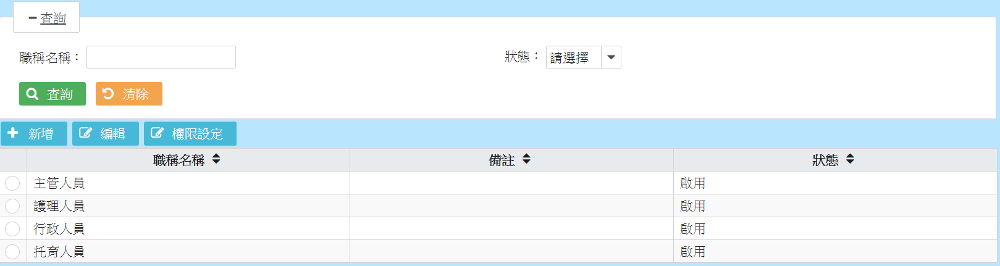 查詢
職稱名稱： 狀態： 請選擇
查詢 清除
新增 編輯 權限設定
職稱名稱 備註 狀態
主管人員 啟用
護理人員 啟用
行政人員 啟用
托育人員 啟用